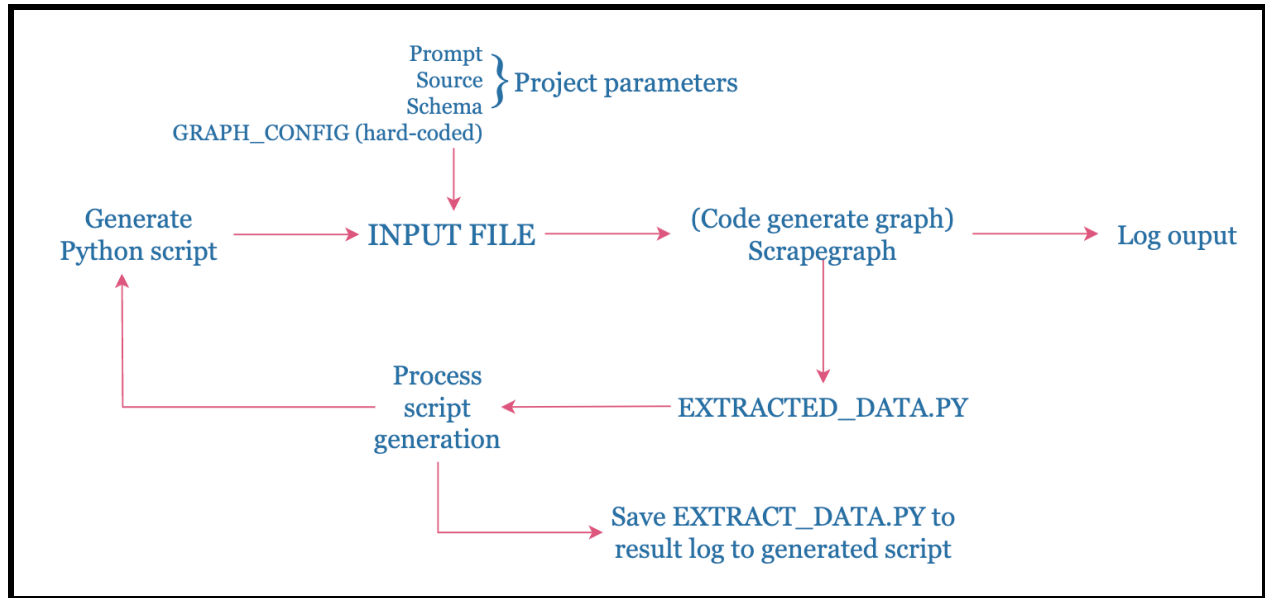 Prompt
Source
Schema
} Project parameters
GRAPH_CONFIG (hard-coded)
Generate
Python script
INPUT FILE
(Code generate graph)
Scrapegraph
Log ouput
Process
script
generation
EXTRACTED_DATA.PY
Save EXTRACT_DATA.PY to
result log to generated script